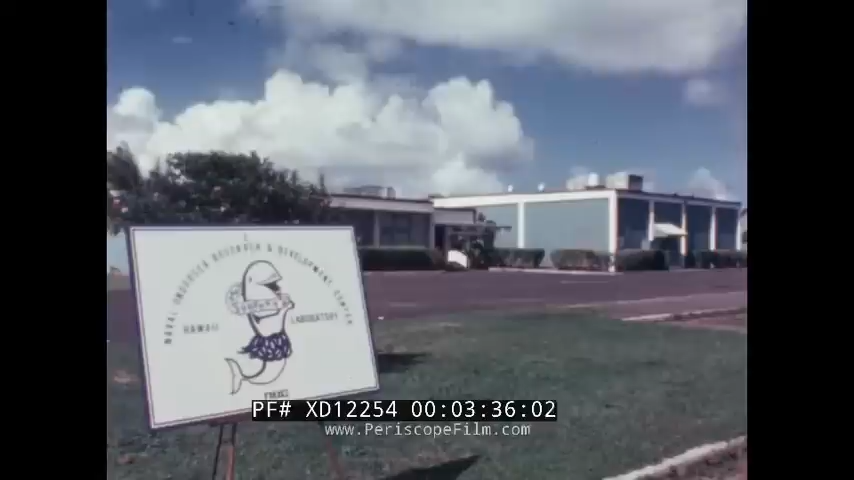 NAVAL UNDERSEA RESEARCH & DEVELOPMENT CENTER
HAWAII LABORATORY
PF# XD12254 00:03:36:02
www.PeriscopeFilm.com